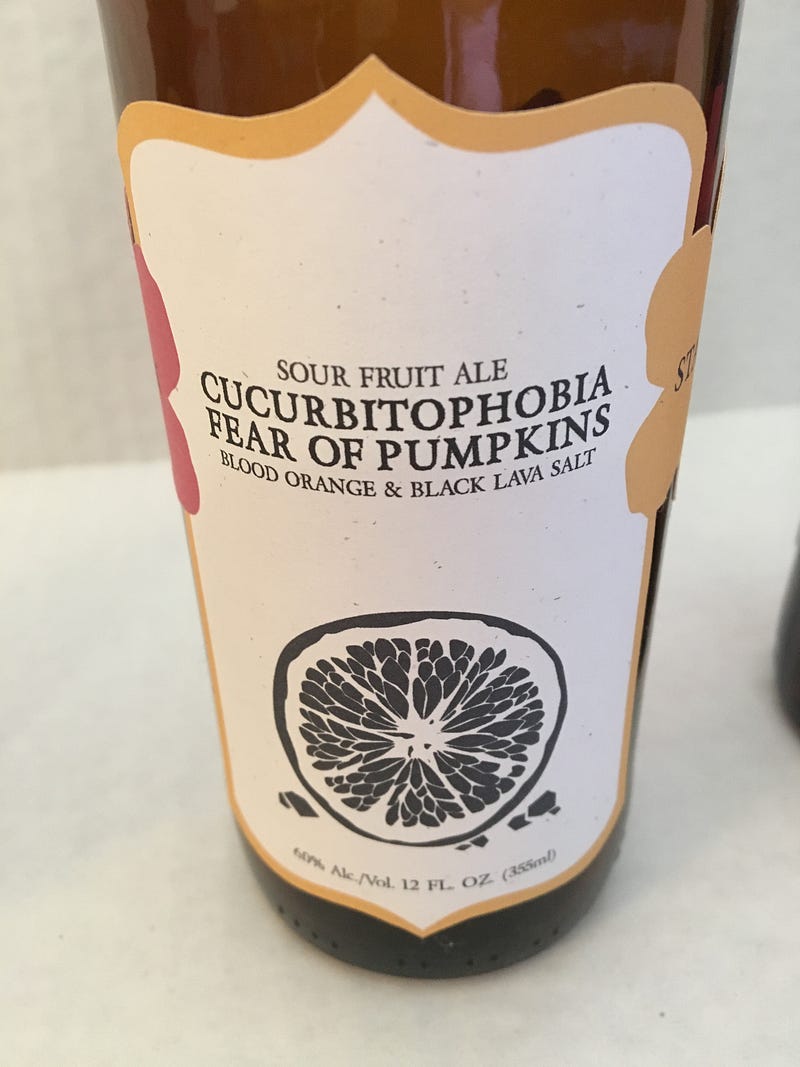 SOUR FRUIT ALE
CUCURBITOPHOBIA
FEAR OF PUMPKINS
BLOOD ORANGE & BLACK LAVA SALT
Alc./Vol. 12 FL. OZ. (355ml)